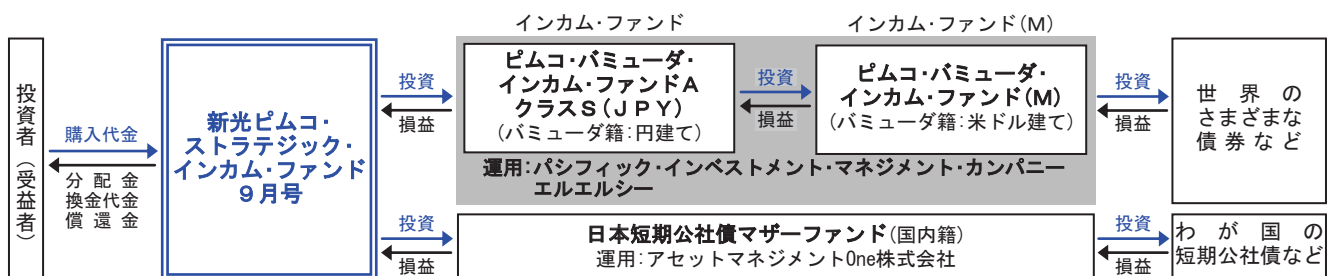 投資者（受益者）
購入代金
分配金
換金代金
償還金
新光ピムコ・
ストラテジック・
インカム・ファンド
９月号
投資
損益
インカム・ファンド
ピムコ・バミューダ・
インカム・ファンドＡ
クラスＳ（ＪＰＹ）
（バミューダ籍：円建て）
投資
損益
インカム・ファンド（Ｍ）
ピムコ・バミューダ・
インカム・ファンド（Ｍ）
（バミューダ籍：米ドル建て）
運用：パシフィック・インベストメント・マネジメント・カンパニー
エルエルシー
投資
損益
世界の
さまざまな
債券など
投資
損益
日本短期公社債マザーファンド（国内籍）
運用：アセットマネジメントOne株式会社
投資
損益
わが国の
短期公社債など